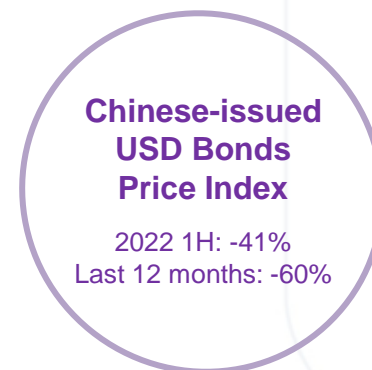 Chinese-issued
USD Bonds
Price Index
2022 1H: -41%
Last 12 months: -60%